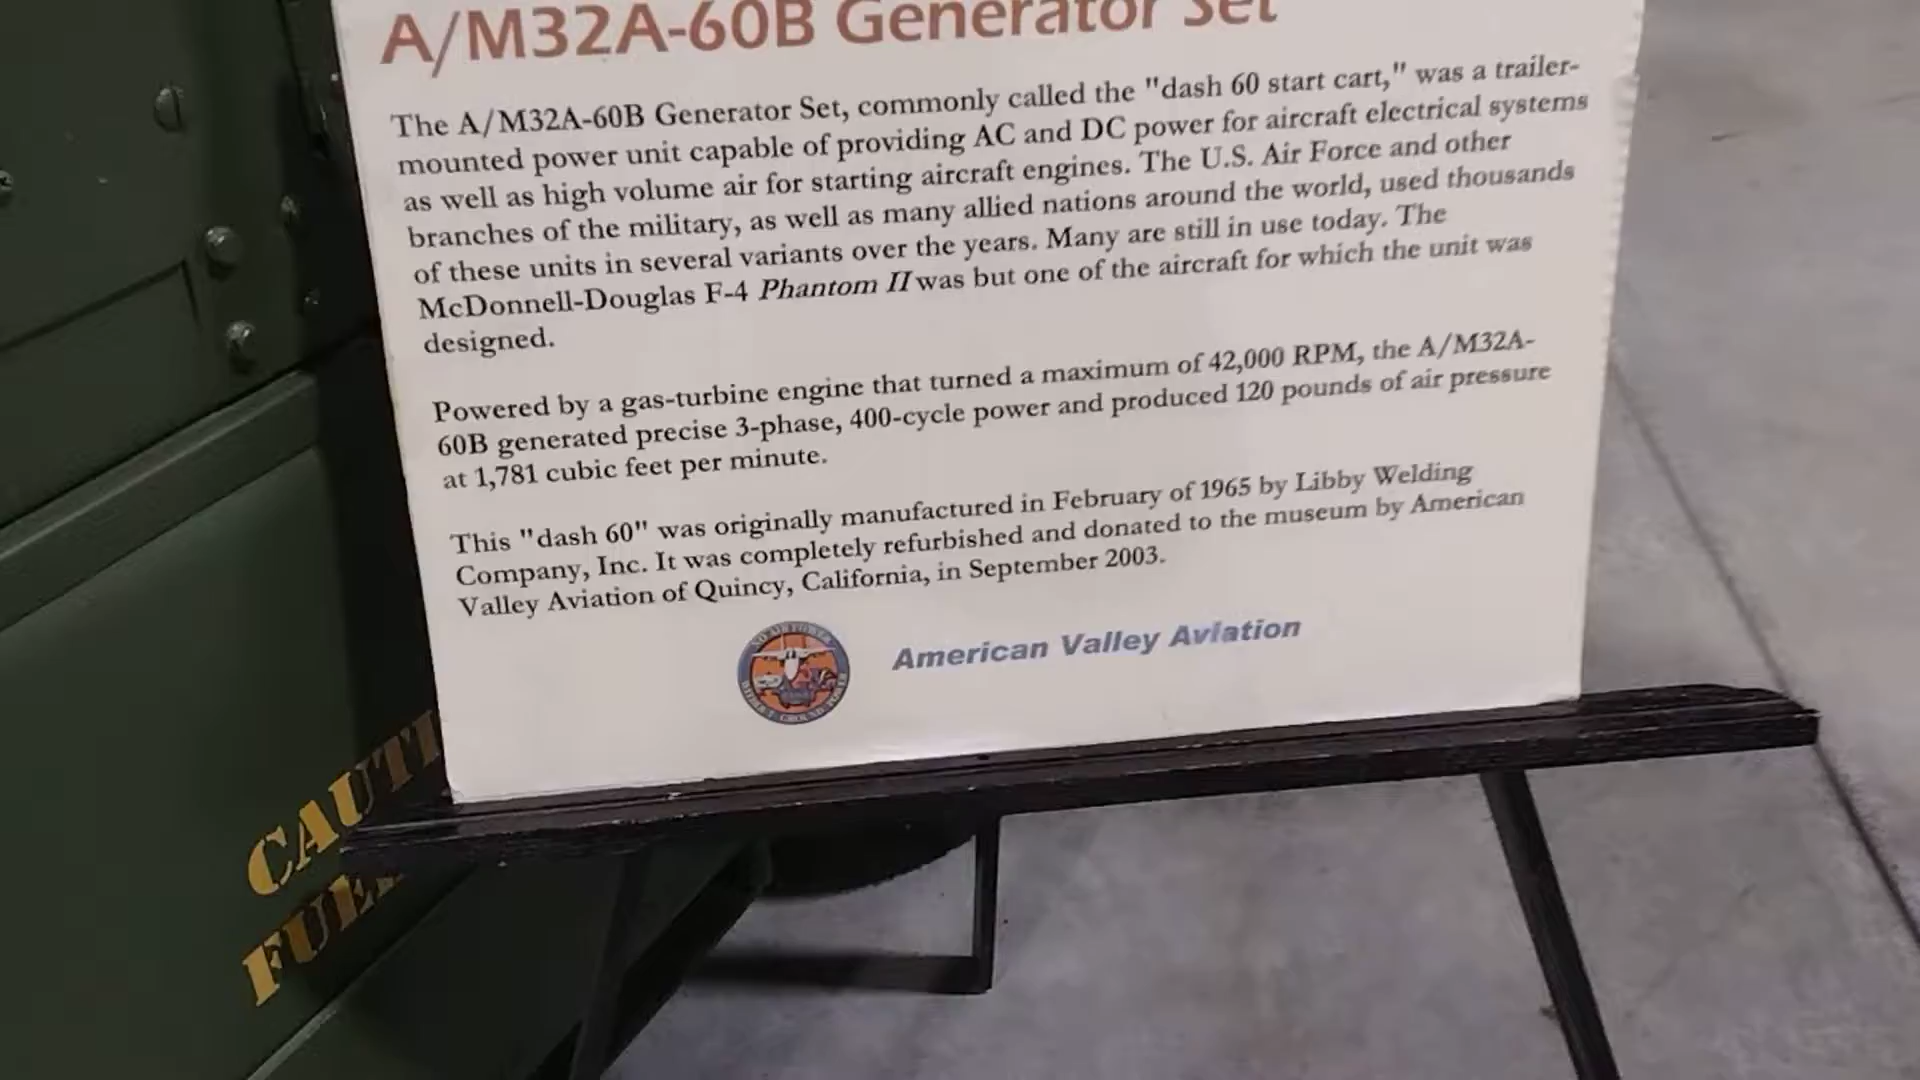 A/M32A-60B Generator Set
The A/M32A-60B Generator Set, commonly called the "dash 60 start cart," was a trailer-
mounted power unit capable of providing AC and DC power for aircraft electrical systems
as well as high volume air for starting aircraft engines. The U.S. Air Force and other
branches of the military, as well as many allied nations around the world, used thousands
of these units in several variants over the years. Many are still in use today. The
McDonnell-Douglas F-4 Phantom II was but one of the aircraft for which the unit was
designed.
Powered by a gas-turbine engine that turned a maximum of 42,000 RPM, the A/M32A-
60B generated precise 3-phase, 400-cycle power and produced 120 pounds of air pressure
at 1,781 cubic feet per minute.
This "dash 60" was originally manufactured in February of 1965 by Libby Welding
Company, Inc. It was completely refurbished and donated to the museum by American
Valley Aviation of Quincy, California, in September 2003.
NO AIR POWER
WITHOUT GROUND POWER
American Valley Aviation
CAUTI
FUEL